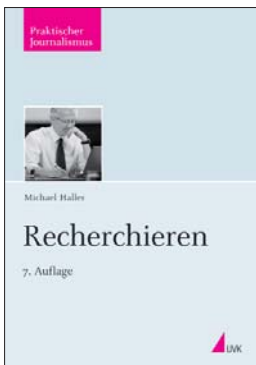 Praktischer
Journalismus
Michael Haller
Recherchieren
7. Auflage
UVK